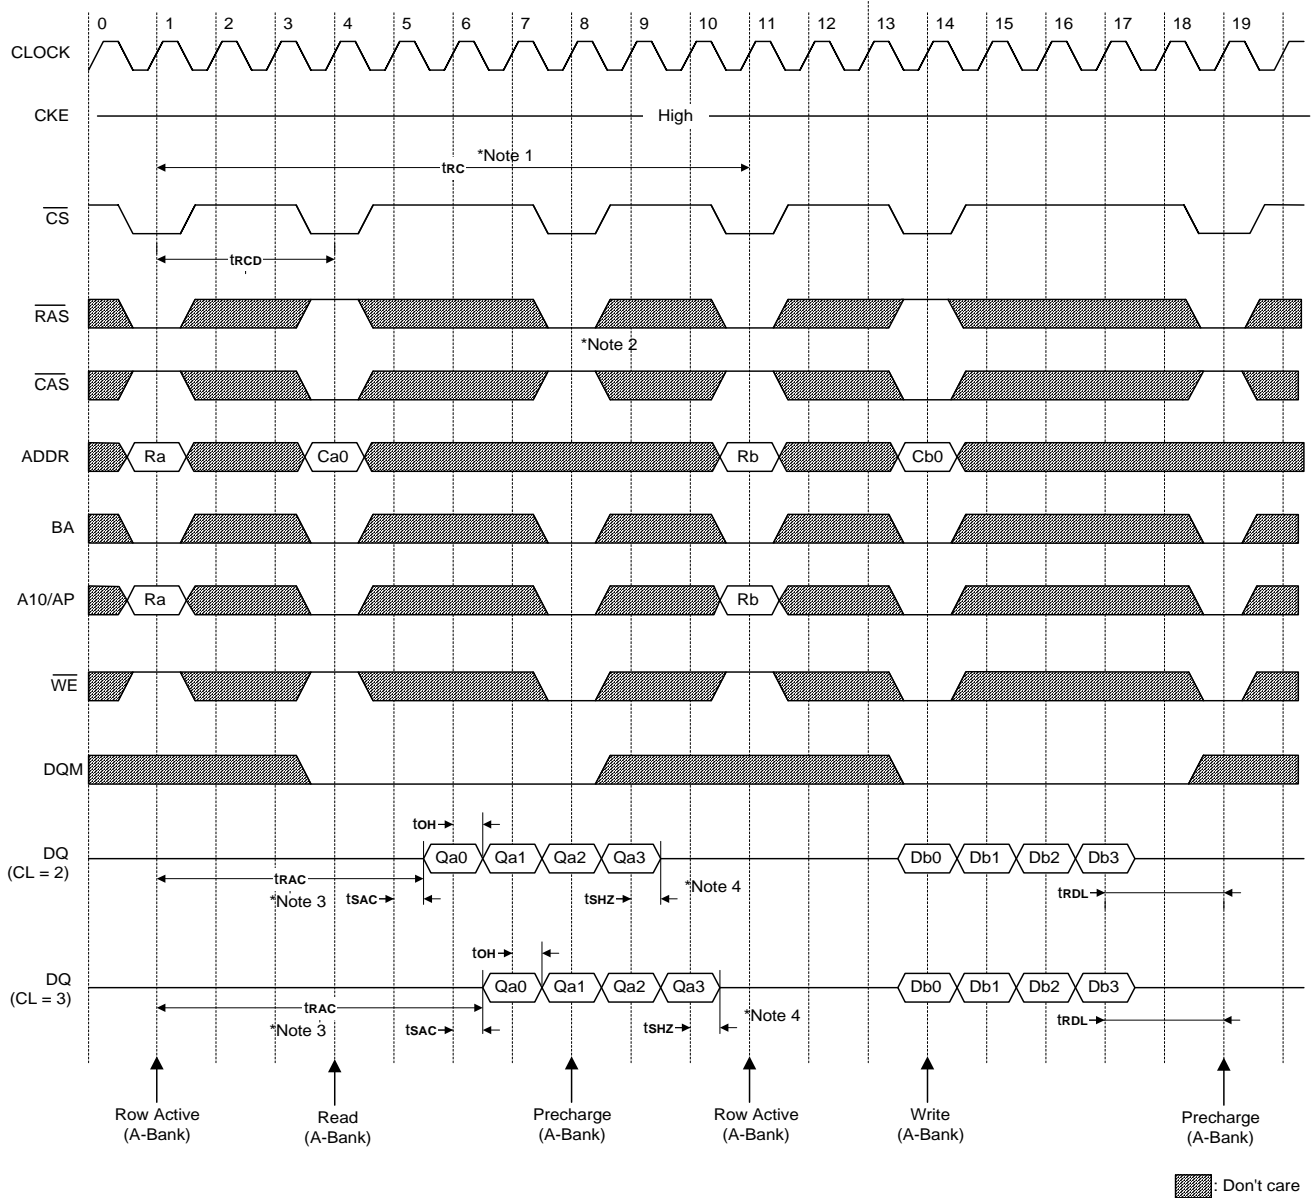 0 1 2 3 4 5 6 7 8 9 10 11 12 13 14 15 16 17 18 19
CLOCK
CKE High
*Note 1
tRC
CS
tRCD
RAS
*Note 2
CAS
ADDR Ra Ca0 Rb Cb0
BA
A10/AP Ra Rb
WE
DQM
tOH
DQ
(CL = 2)
Qa0 Qa1 Qa2 Qa3 Db0 Db1 Db2 Db3
tRAC
*Note 3
tSAC
tSHZ
*Note 4
tRDL
tOH
DQ
(CL = 3)
Qa0 Qa1 Qa2 Qa3 Db0 Db1 Db2 Db3
tRAC
*Note 3
tSAC
tSHZ
*Note 4
tRDL
Row Active
(A-Bank)
Read
(A-Bank)
Precharge
(A-Bank)
Row Active
(A-Bank)
Write
(A-Bank)
Precharge
(A-Bank)
: Don't care